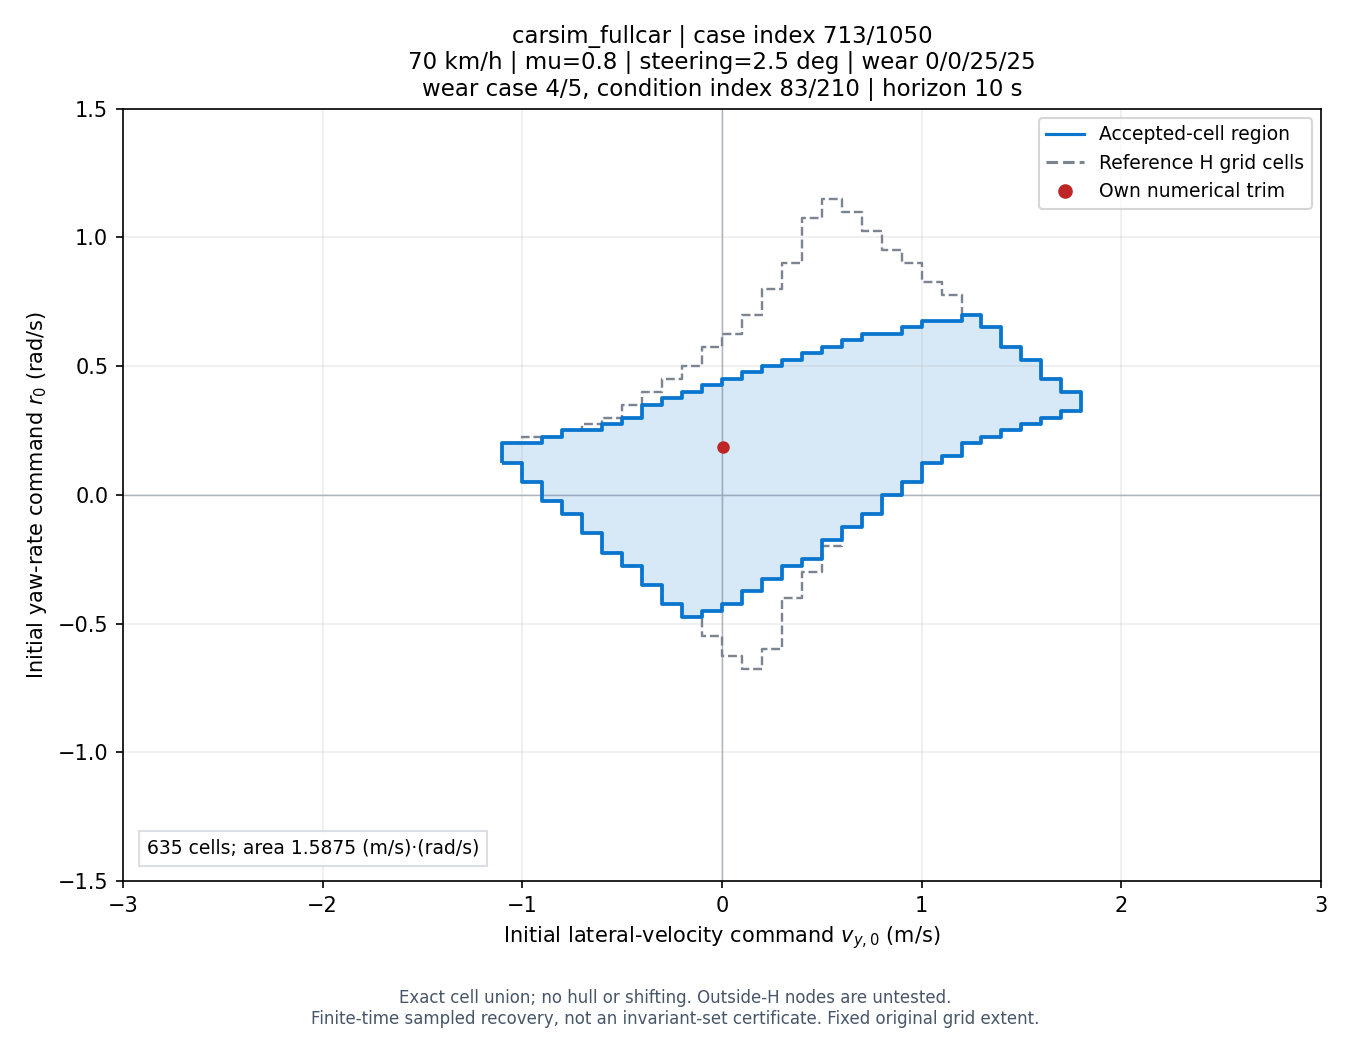 carsim_fullcar | case index 713/1050
70 km/h | mu=0.8 | steering=2.5 deg | wear 0/0/25/25
wear case 4/5, condition index 83/210 | horizon 10 s
Accepted-cell region
Reference H grid cells
Own numerical trim
1.5
1.0
0.5
0.0
−0.5
−1.0
−1.5
Initial yaw-rate command r₀ (rad/s)
635 cells; area 1.5875 (m/s)·(rad/s)
−3
−2
−1
0
1
2
3
Initial lateral-velocity command v_{y,0} (m/s)
Exact cell union; no hull or shifting. Outside-H nodes are untested.
Finite-time sampled recovery, not an invariant-set certificate. Fixed original grid extent.